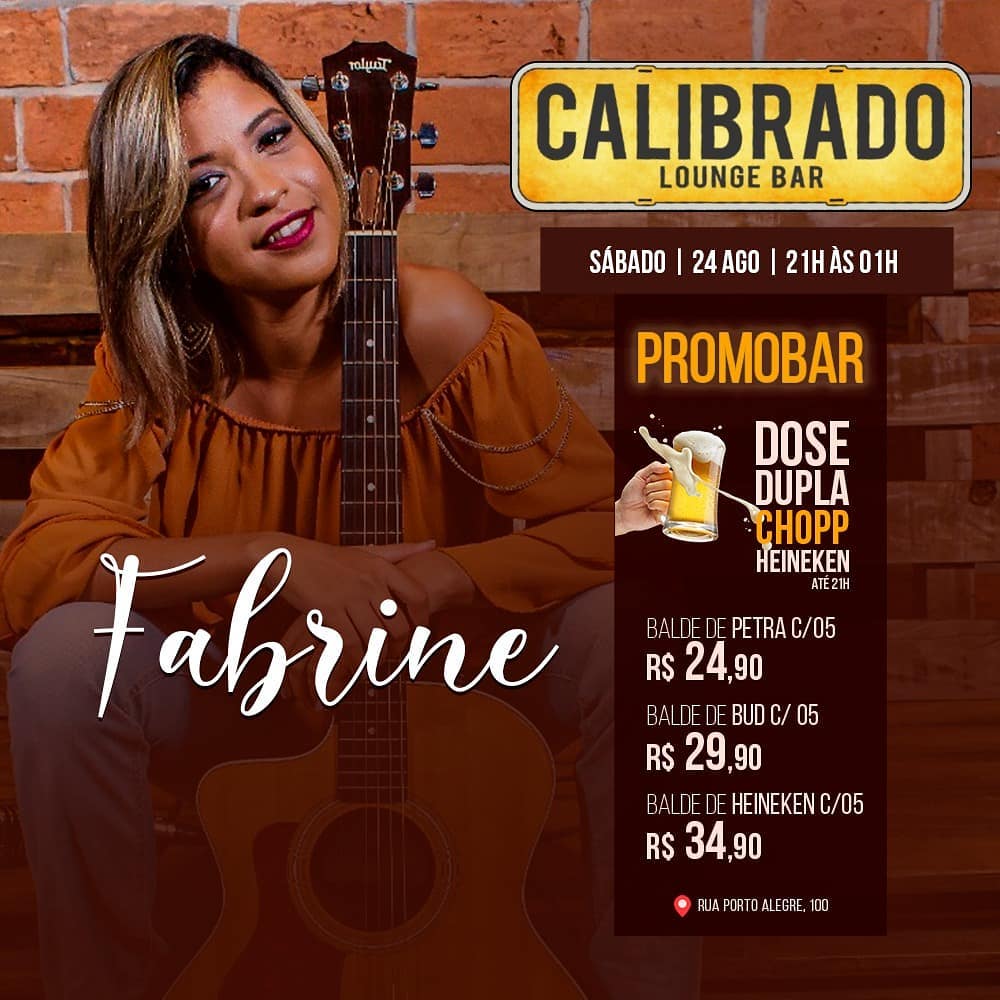 Taylor
CALIBRADO
LOUNGE BAR
SÁBADO | 24 AGO | 21H ÀS 01H
PROMOBAR
DOSE
DUPLA
CHOPP
HEINEKEN
ATÉ 21H
Fabrine
BALDE DE PETRA C/05
R$ 24,90
BALDE DE BUD C/ 05
R$ 29,90
BALDE DE HEINEKEN C/05
R$ 34,90
RUA PORTO ALEGRE, 100